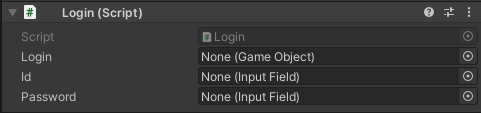 Login (Script)
Script Login
Login None (Game Object)
Id None (Input Field)
Password None (Input Field)